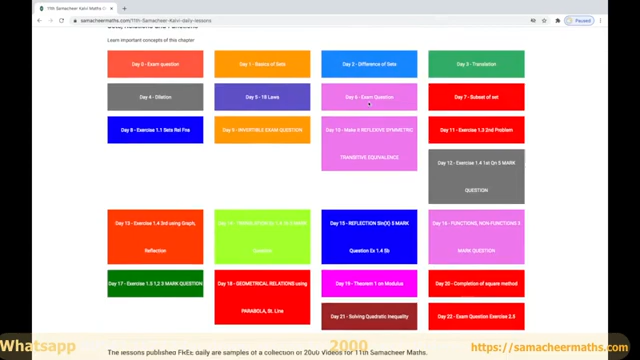 11th Samacheer Kalvi Maths Da
samacheermaths.com/11th-Samacheer-Kalvi-daily-lessons
Paused
Learn important concepts of this chapter
Day 0 - Exam question
Day 1 - Basics of Sets
Day 2 - Difference of Sets
Day 3 - Translation
Day 4 - Dilation
Day 5 - 18 Laws
Day 6 - Exam Question
Day 7 - Subset of set
Day 8 - Exercise 1.1 Sets Rel Fns
Day 9 - INVERTIBLE EXAM QUESTION
Day 10 - Make it REFLEXIVE SYMMETRIC
TRANSITIVE EQUIVALENCE
Day 11 - Exercise 1.3 2nd Problem
Day 12 - Exercise 1.4 1st Qn 5 MARK
QUESTION
Day 13 - Exercise 1.4 3rd using Graph,
Reflection
Day 15 - REFLECTION Sin(X) 5 MARK
Question Ex 1.4 5b
Day 16 - FUNCTIONS, NON-FUNCTIONS 3
MARK QUESTION
Day 17 - Exercise 1.5 1,2 3 MARK QUESTION
Day 18 - GEOMETRICAL RELATIONS using
PARABOLA, St. Line
Day 19 - Theorem 1 on Modulus
Day 20 - Completion of square method
Day 21 - Solving Quadratic Inequality
Day 22 - Exam Question Exercise 2.5
The lessons published FREE daily are samples of a collection of 2000 Videos for 11th Samacheer Maths.
Whatsapp
2000
https://samacheermaths.com